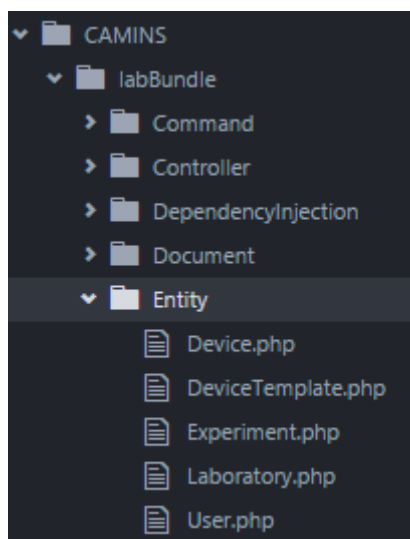 CAMINS
labBundle
Command
Controller
DependencyInjection
Document
Entity
Device.php
DeviceTemplate.php
Experiment.php
Laboratory.php
User.php